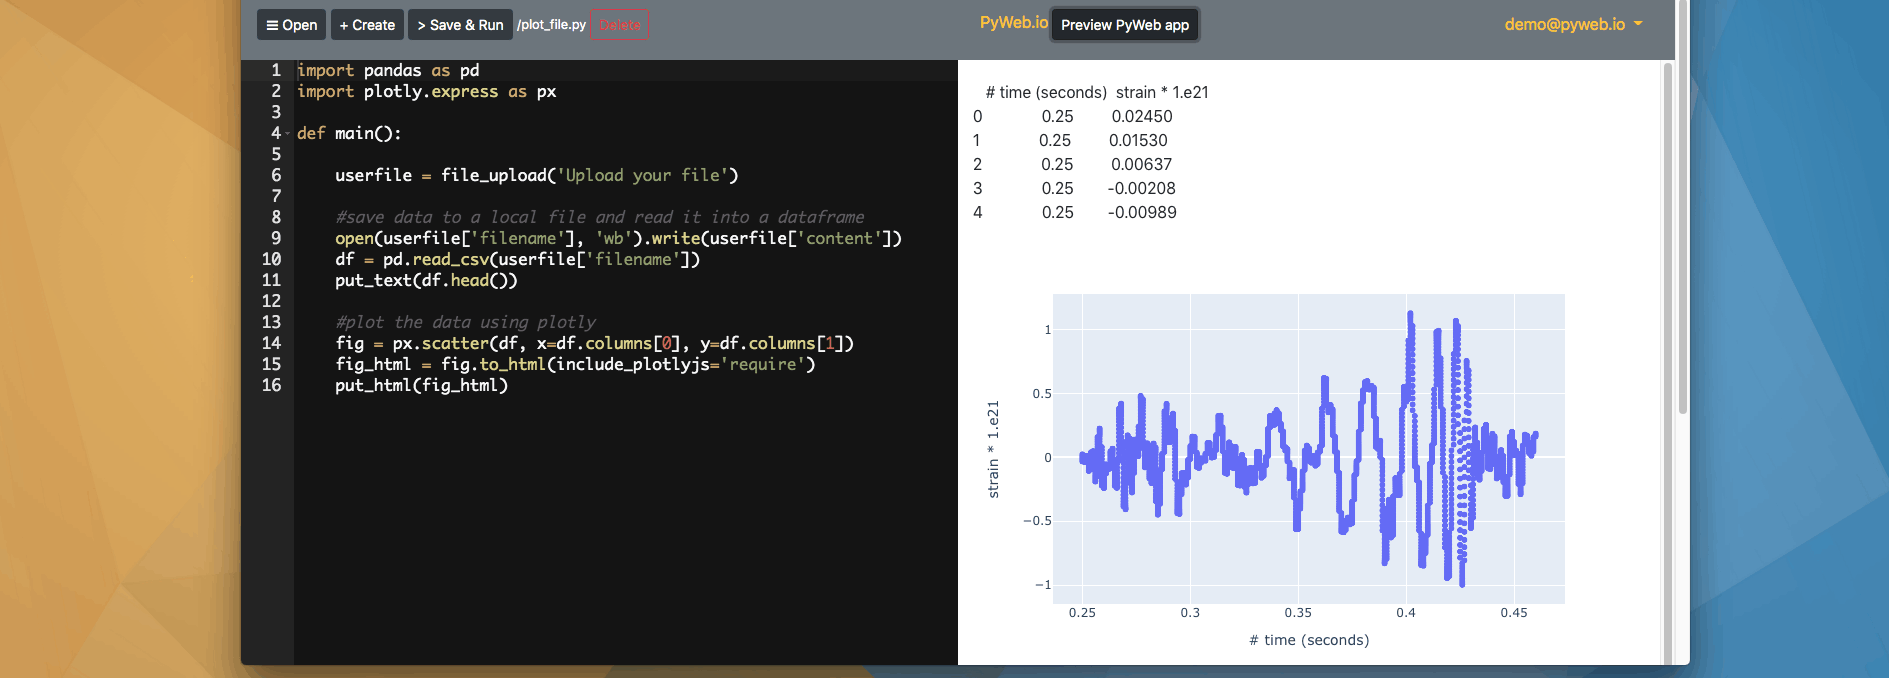 ≡ Open + Create > Save & Run /plot_file.py Delete PyWeb.io Preview PyWeb app demo@pyweb.io
1 import pandas as pd
2 import plotly.express as px
3
4 def main():
5
6 userfile = file_upload('Upload your file')
7
8 #save data to a local file and read it into a dataframe
9 open(userfile['filename'], 'wb').write(userfile['content'])
10 df = pd.read_csv(userfile['filename'])
11 put_text(df.head())
12
13 #plot the data using plotly
14 fig = px.scatter(df, x=df.columns[0], y=df.columns[1])
15 fig_html = fig.to_html(include_plotlyjs='require')
16 put_html(fig_html)
# time (seconds) strain * 1.e21
0 0.25 0.02450
1 0.25 0.01530
2 0.25 0.00637
3 0.25 -0.00208
4 0.25 -0.00989
1
0.5
0
−0.5
−1
strain * 1.e21
0.25 0.3 0.35 0.4 0.45
# time (seconds)